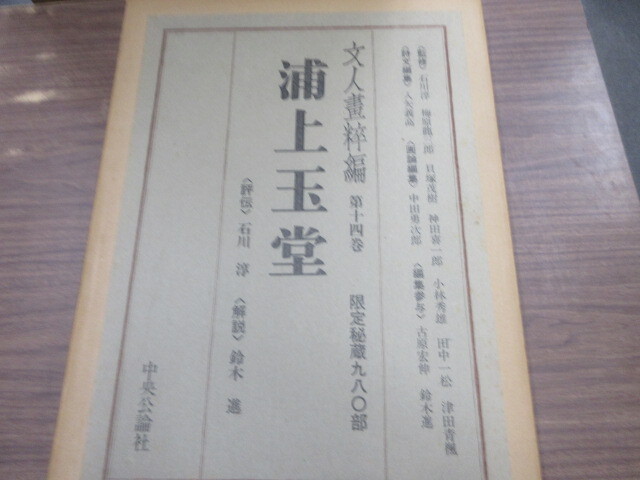 〈監修〉石川淳 梅原龍三郎 貝塚茂樹 神田喜一郎 小林秀雄 田中一松 津田青楓
〈詩文編集〉入矢義高 〈画論編集〉中田勇次郎 〈編集参与〉古原宏伸 鈴木進
文人畫粹編 第十四巻 限定秘蔵九八〇部
浦上玉堂
〈評伝〉石川 淳 〈解説〉鈴木 進
中央公論社